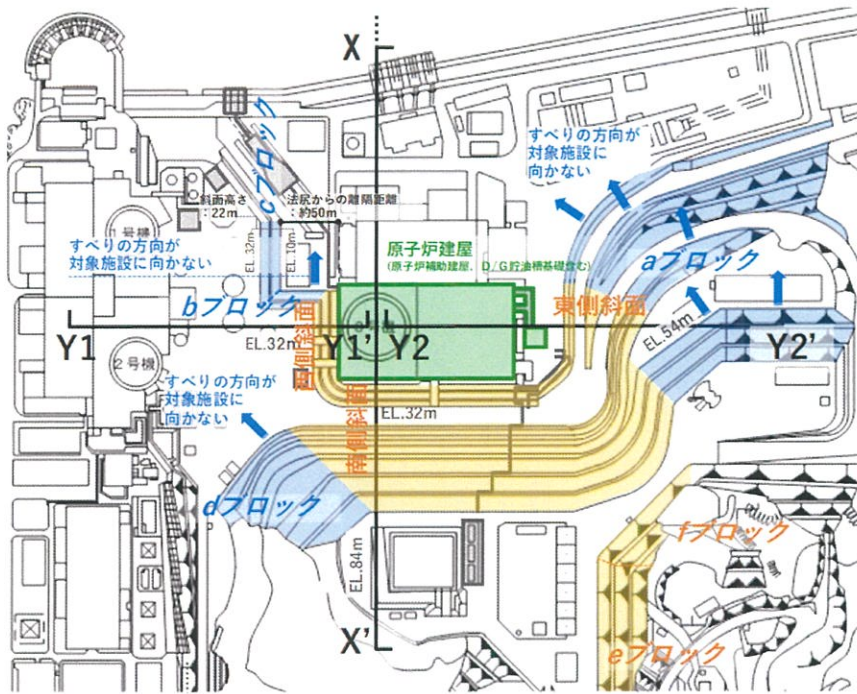 X
すべりの方向が
対象施設に
向かない
cブロック
斜面高さ
:22m
法尻からの離隔距離
:約50m
1号機
EL.32m
EL.10m
すべりの方向が
対象施設に向かない
原子炉建屋
(原子炉補助建屋、D/G貯油槽基礎含む)
aブロック
bブロック
東側斜面
3号機
EL.54m
EL.32m
Y1
Y1'
Y2
Y2'
2号機
西側斜面
すべりの方向が
対象施設に
向かない
EL.32m
南側斜面
dブロック
fブロック
EL.84m
X'
eブロック